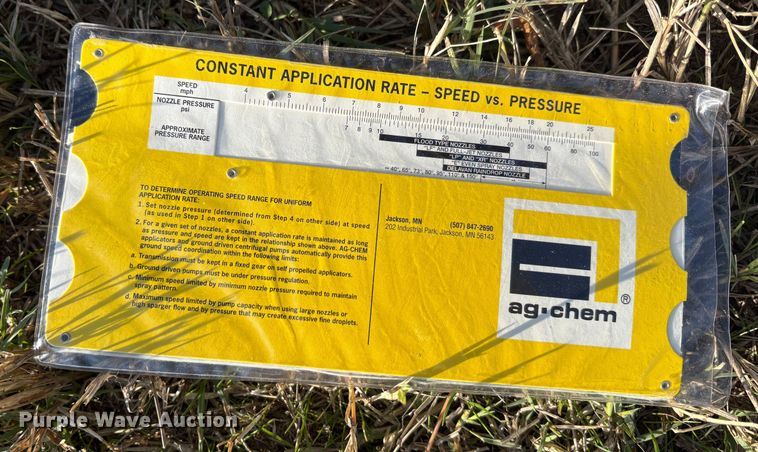 CONSTANT APPLICATION RATE – SPEED vs. PRESSURE
SPEED
mph
4 5 6 7 8 9 10 12 14 16 18 20 25
NOZZLE PRESSURE
psi
7 8 9 10 15 20 25 30 40 50 60 80 100
APPROXIMATE
PRESSURE RANGE
FLOOD TYPE NOZZLES
"LF" AND FULL-JET NOZZLES
"LP" AND "XR" NOZZLES
"E" EVEN SPRAY NOZZLES
DELAVAN RAINDROP NOZZLE
TO DETERMINE OPERATING SPEED RANGE FOR UNIFORM
APPLICATION RATE:
1. Set nozzle pressure (determined from Step 4 on other side) at speed
(as used in Step 1 on other side)
2. For a given set of nozzles, a constant application rate is maintained as long
as pressure and speed are kept in the relationship shown above. AG-CHEM
applicators and ground driven centrifugal pumps automatically provide this
ground speed coordination within the following limits:
a. Transmission must be kept in a fixed gear on self propelled applicators.
b. Ground driven pumps must be under pressure regulation.
c. Minimum speed limited by minimum nozzle pressure required to maintain
spray pattern.
d. Maximum speed limited by pump capacity when using large nozzles or
high sparger flow and by pressure that may create excessive fine droplets.
Jackson, MN (507) 847-2690
202 Industrial Park, Jackson, MN 56143
ag·chem ®
Purple Wave Auction